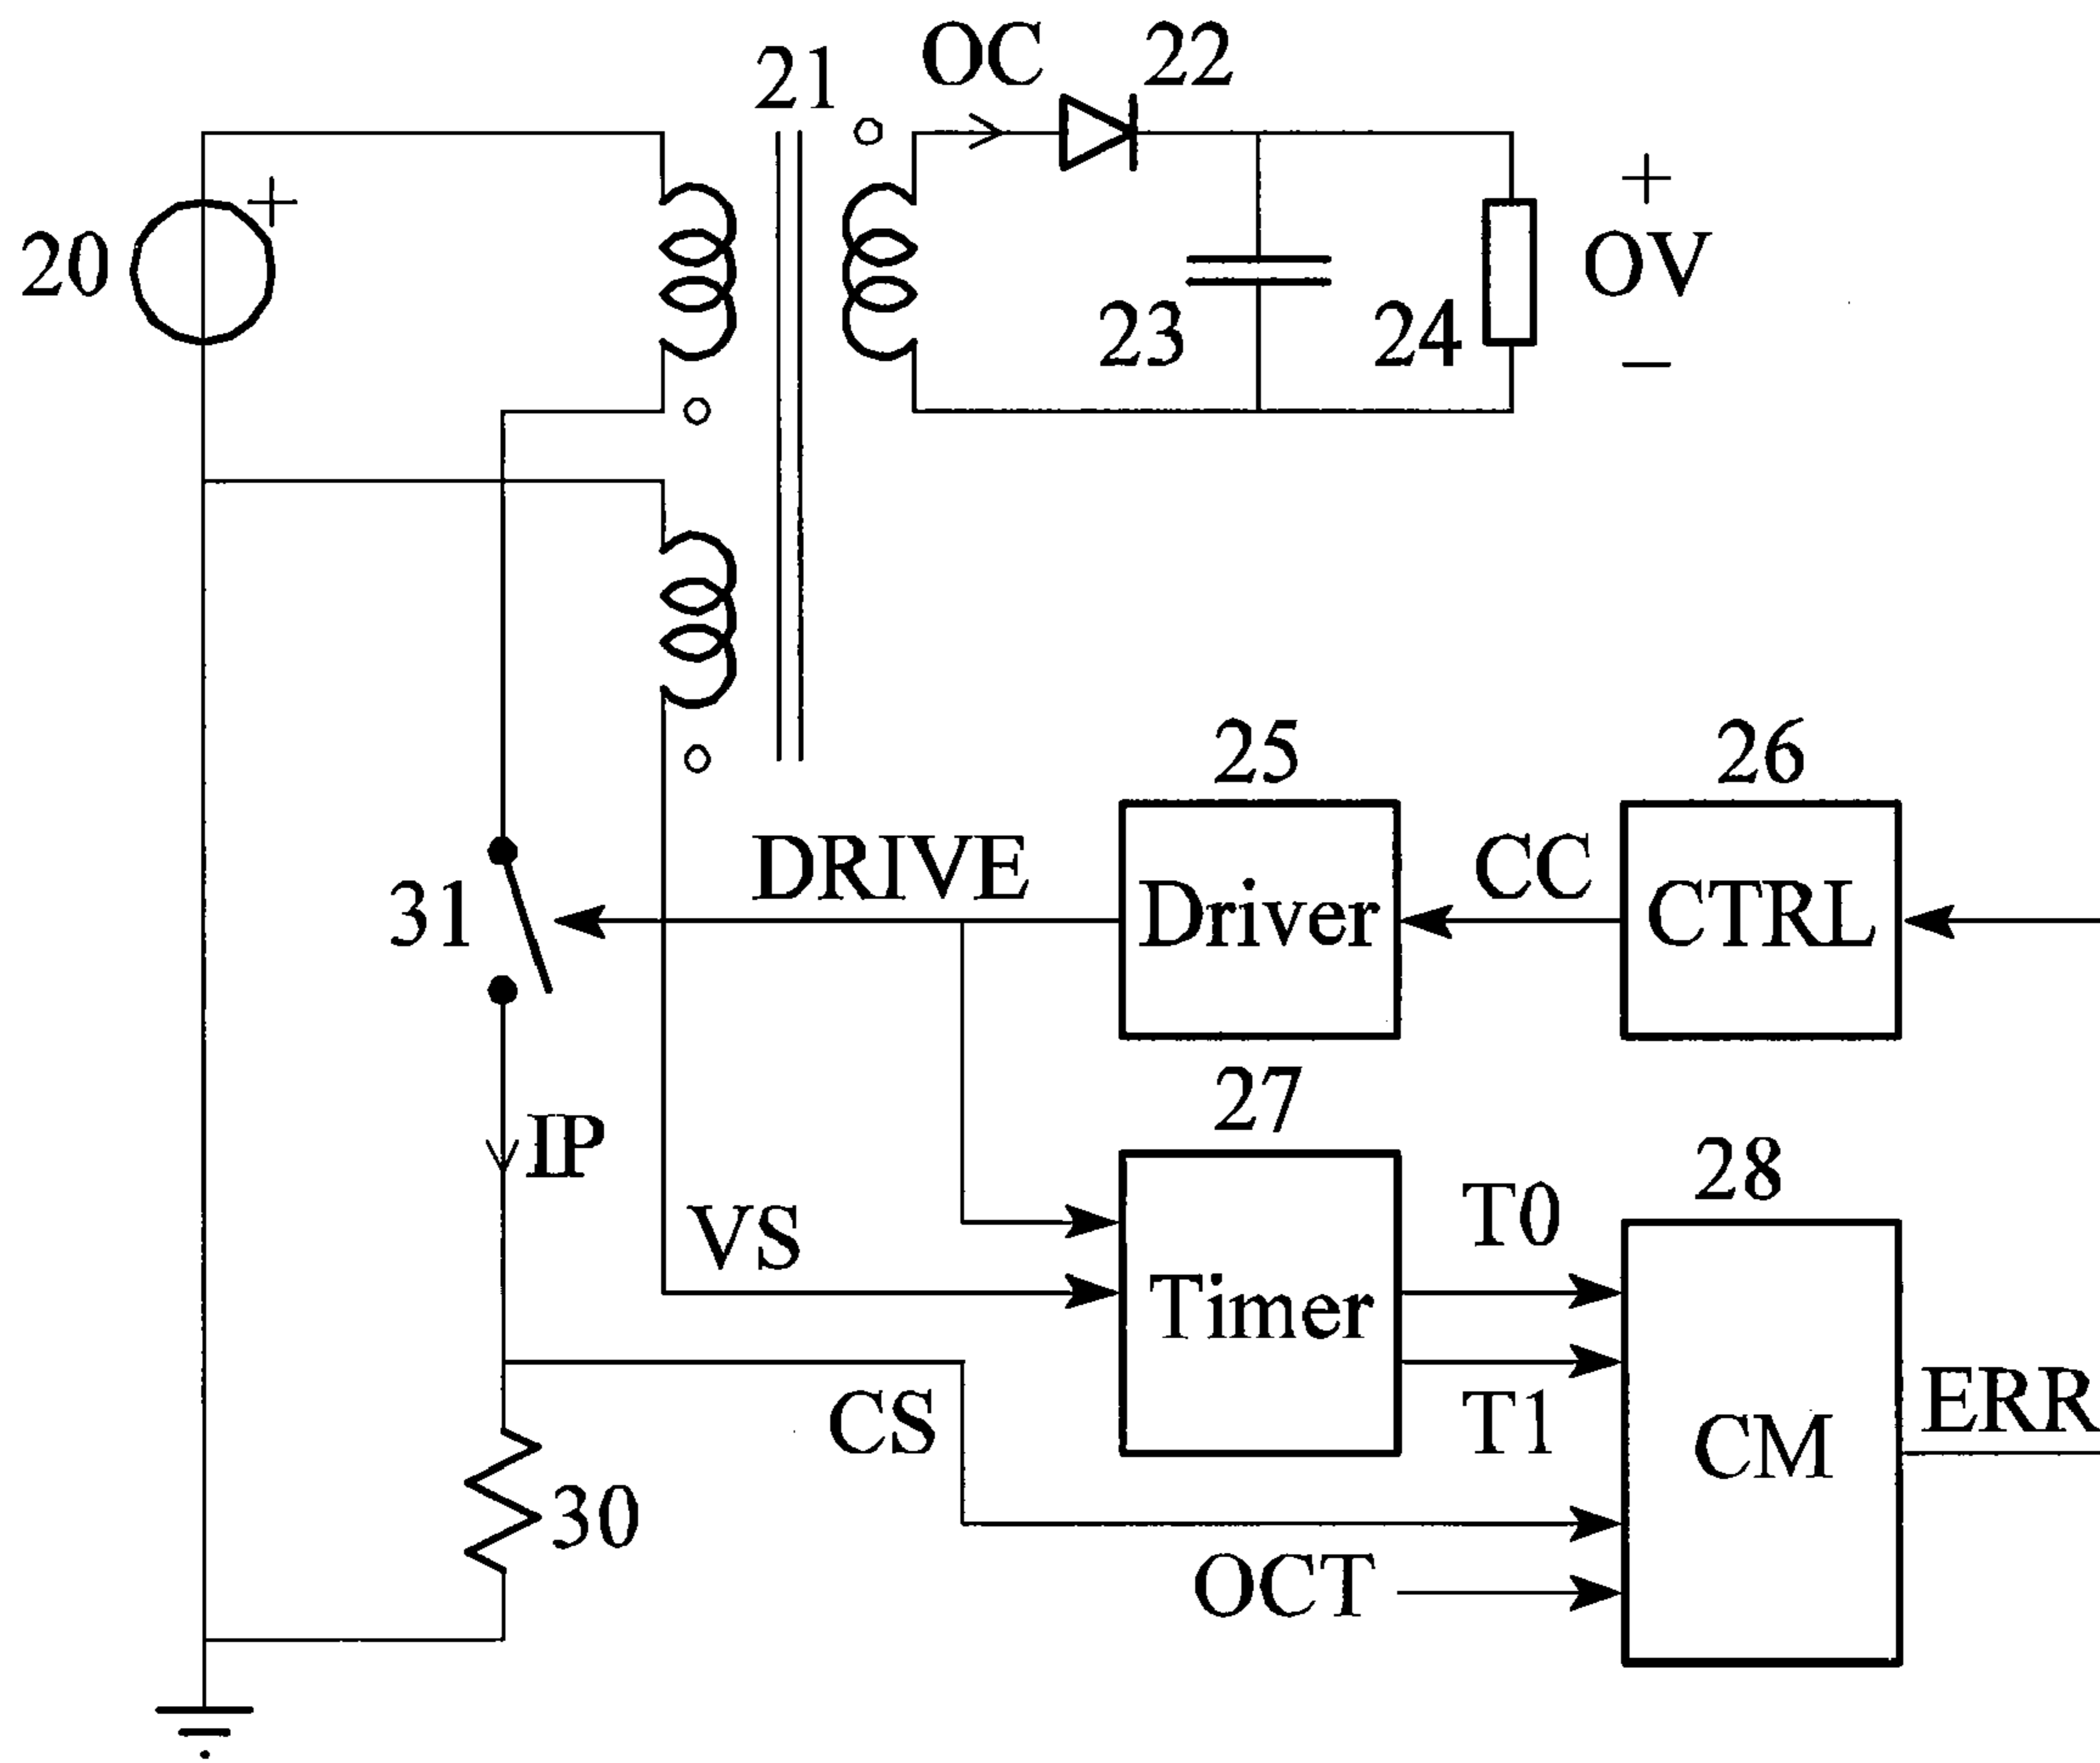 OC
22
21
+
+
20
OV
23
24
−
25
26
DRIVE
CC
31
Driver
CTRL
27
IP
28
T0
VS
Timer
ERR
CS
T1
CM
30
OCT